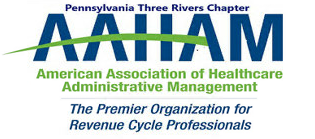 Pennsylvania Three Rivers Chapter
AAHAM
American Association of Healthcare
Administrative Management
The Premier Organization for
Revenue Cycle Professionals